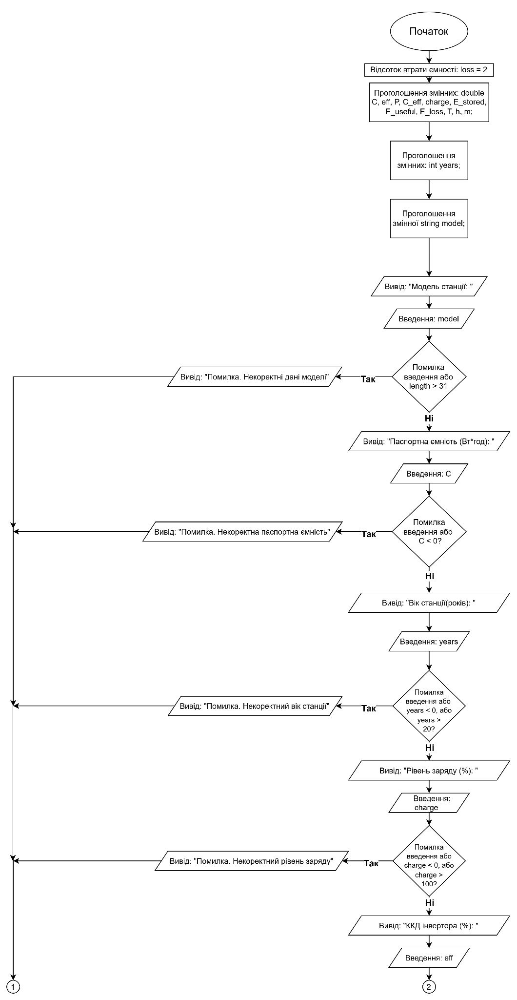 Початок
Відсоток втрати ємності: loss = 2
Проголошення змінних: double
C, eff, P, C_eff, charge, E_stored,
E_useful, E_loss, T, h, m;
Проголошення
змінних: int years;
Проголошення
змінної string model;
Вивід: "Модель станції: "
Введення: model
Помилка
введення або
length > 31
Так
Вивід: "Помилка. Некоректні дані моделі"
Ні
Вивід: "Паспортна ємність (Вт*год): "
Введення: C
Помилка
введення або
C < 0?
Так
Вивід: "Помилка. Некоректна паспортна ємність"
Ні
Вивід: "Вік станції(років): "
Введення: years
Помилка
введення або
years < 0, або
years >
20?
Так
Вивід: "Помилка. Некоректний вік станції"
Ні
Вивід: "Рівень заряду (%): "
Введення:
charge
Помилка
введення або
charge < 0, або
charge >
100?
Так
Вивід: "Помилка. Некоректний рівень заряду"
Ні
Вивід: "ККД інвертора (%): "
Введення: eff
1
2